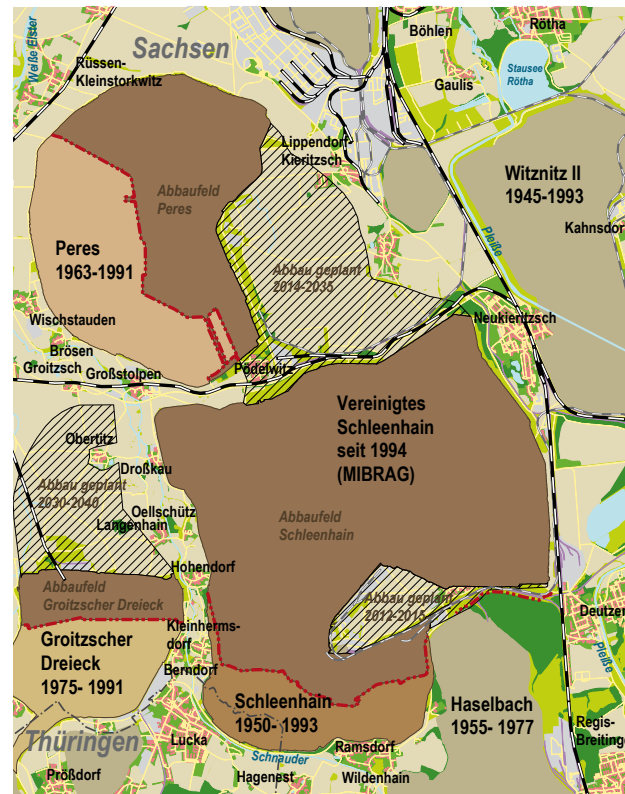 Sachsen
Weiße Elster
Rüssen-
Kleinstorkwitz
Böhlen
Rötha
Gaulis
Stausee
Rötha
Lippendorf-
Kieritzsch
Abbaufeld
Peres
Witznitz II
1945-1993
Kahnsdor
Pleiße
Peres
1963-1991
Abbau geplant
2014-2035
Wischstauden
Neukieritzsch
Brösen
Groitzsch
Großstolpen
Pödelwitz
Vereinigtes
Schleenhain
seit 1994
(MIBRAG)
Obertitz
Droßkau
Abbau geplant
2030-2040
Oellschütz
Langenhain
Abbaufeld
Schleenhain
Hohendorf
Abbaufeld
Groitzscher Dreieck
Abbau geplant
2012-2015
Deutzen
Kleinherms-
dorf
Groitzscher
Dreieck
1975- 1991
Berndorf
Pleiße
Schleenhain
1950- 1993
Haselbach
1955- 1977
Regis-
Breitinge
Thüringen
Lucka
Schnauder
Ramsdorf
Prößdorf
Hagenest
Wildenhain